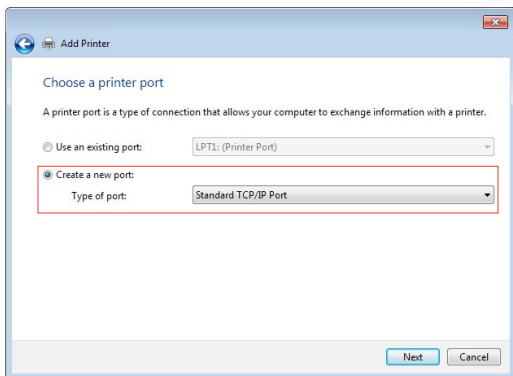 Add Printer
Choose a printer port
A printer port is a type of connection that allows your computer to exchange information with a printer.
Use an existing port: LPT1: (Printer Port)
Create a new port:
Type of port: Standard TCP/IP Port
Next Cancel